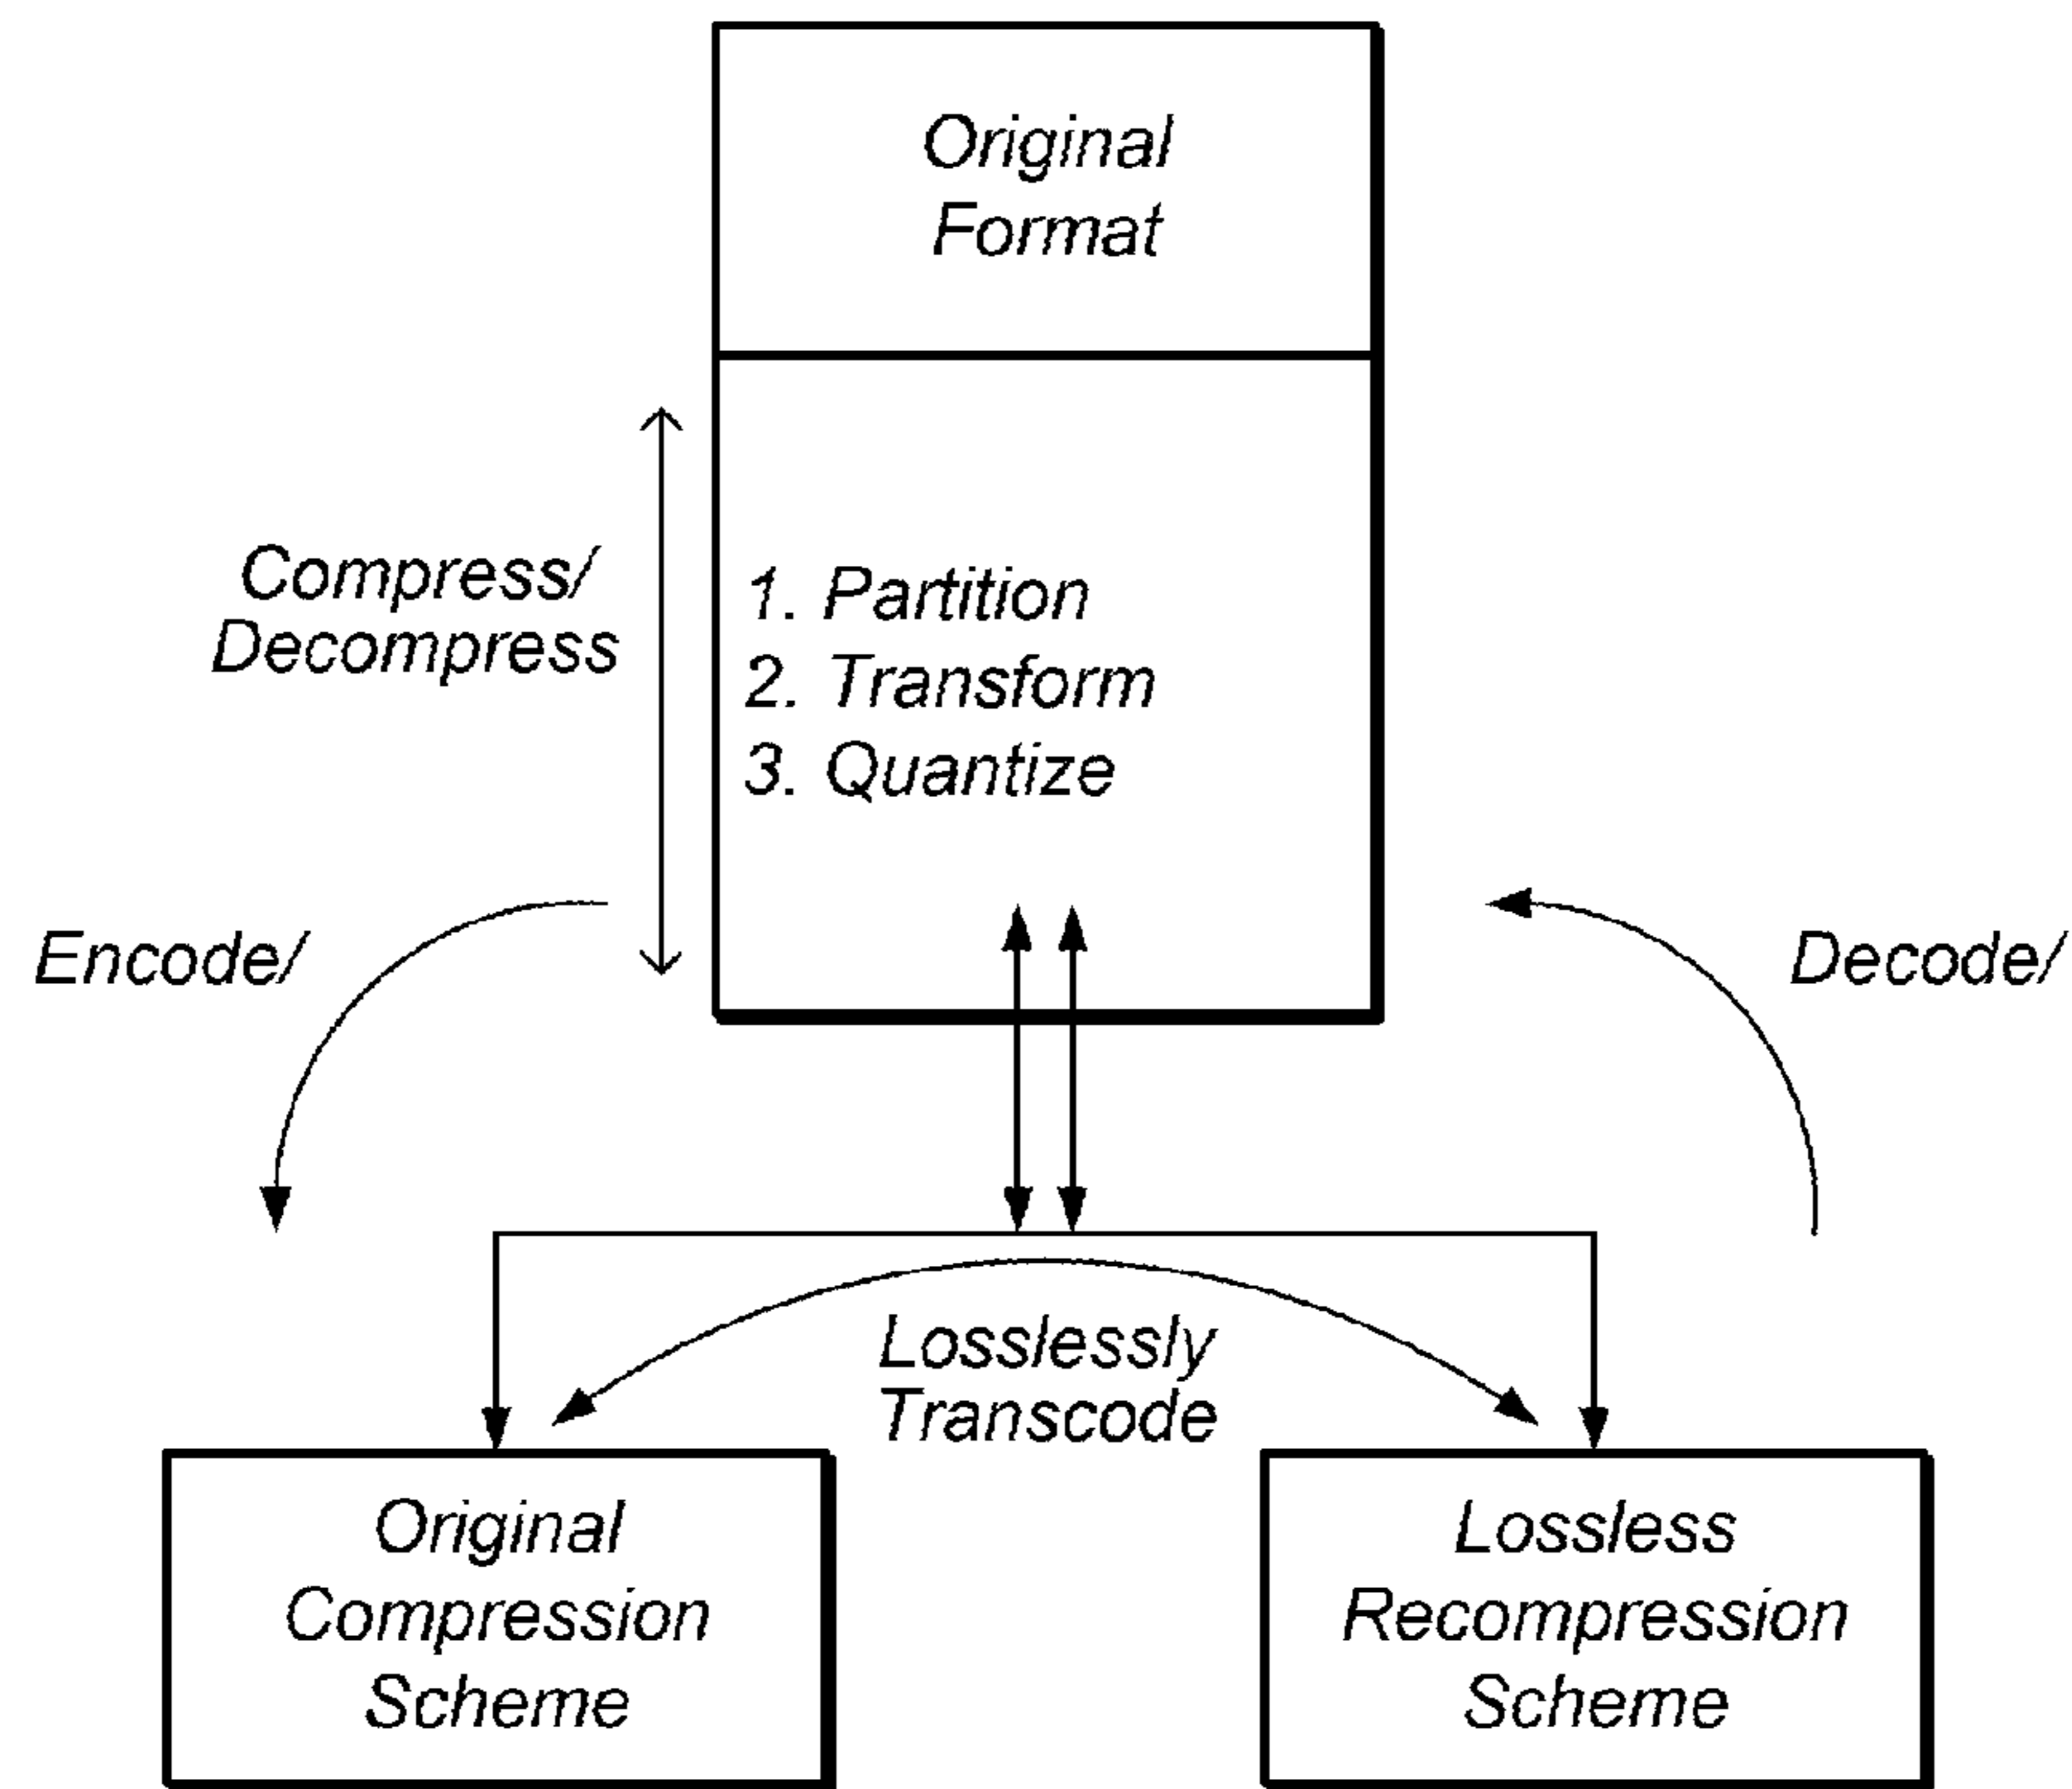 Original
Format
Compress/
Decompress
1. Partition
2. Transform
3. Quantize
Encode/
Decode/
Losslessly
Transcode
Original
Compression
Scheme
Lossless
Recompression
Scheme